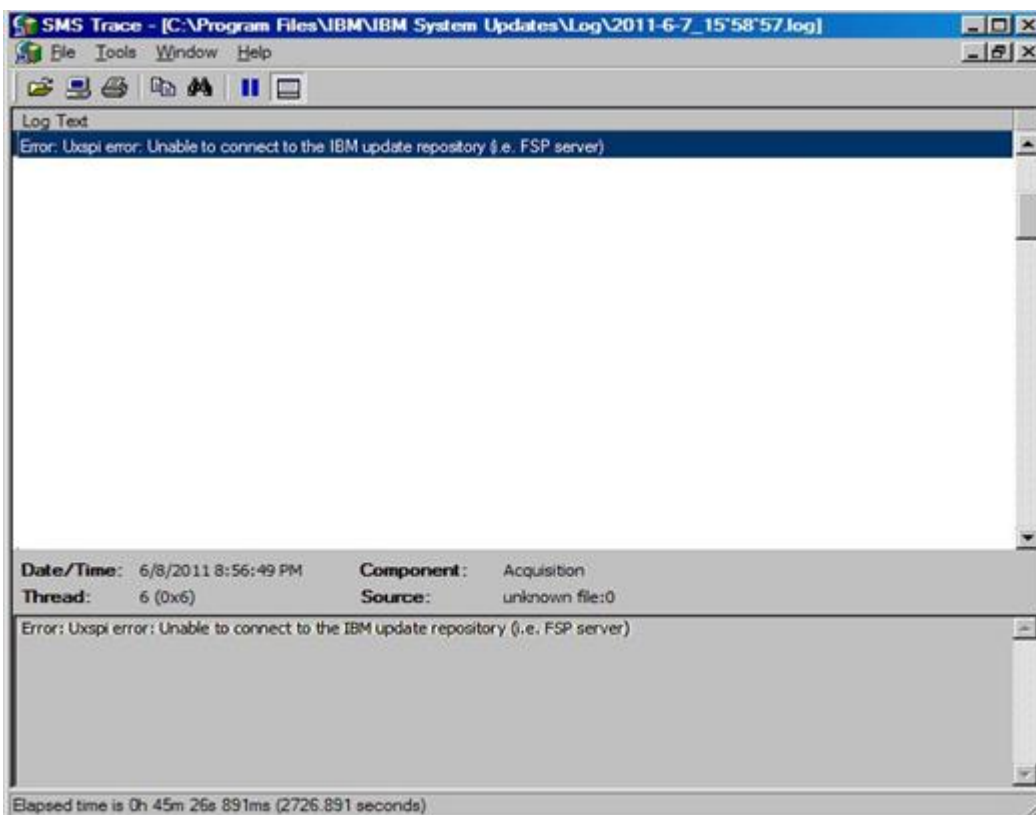 SMS Trace - [C:\Program Files\IBM\IBM System Updates\Log\2011-6-7_15`58`57.log]
File Tools Window Help
Log Text
Error: Uxspi error: Unable to connect to the IBM update repository (i.e. FSP server)
Date/Time: 6/8/2011 8:56:49 PM Component: Acquisition
Thread: 6 (0x6) Source: unknown file:0
Error: Uxspi error: Unable to connect to the IBM update repository (i.e. FSP server)
Elapsed time is 0h 45m 26s 891ms (2726.891 seconds)